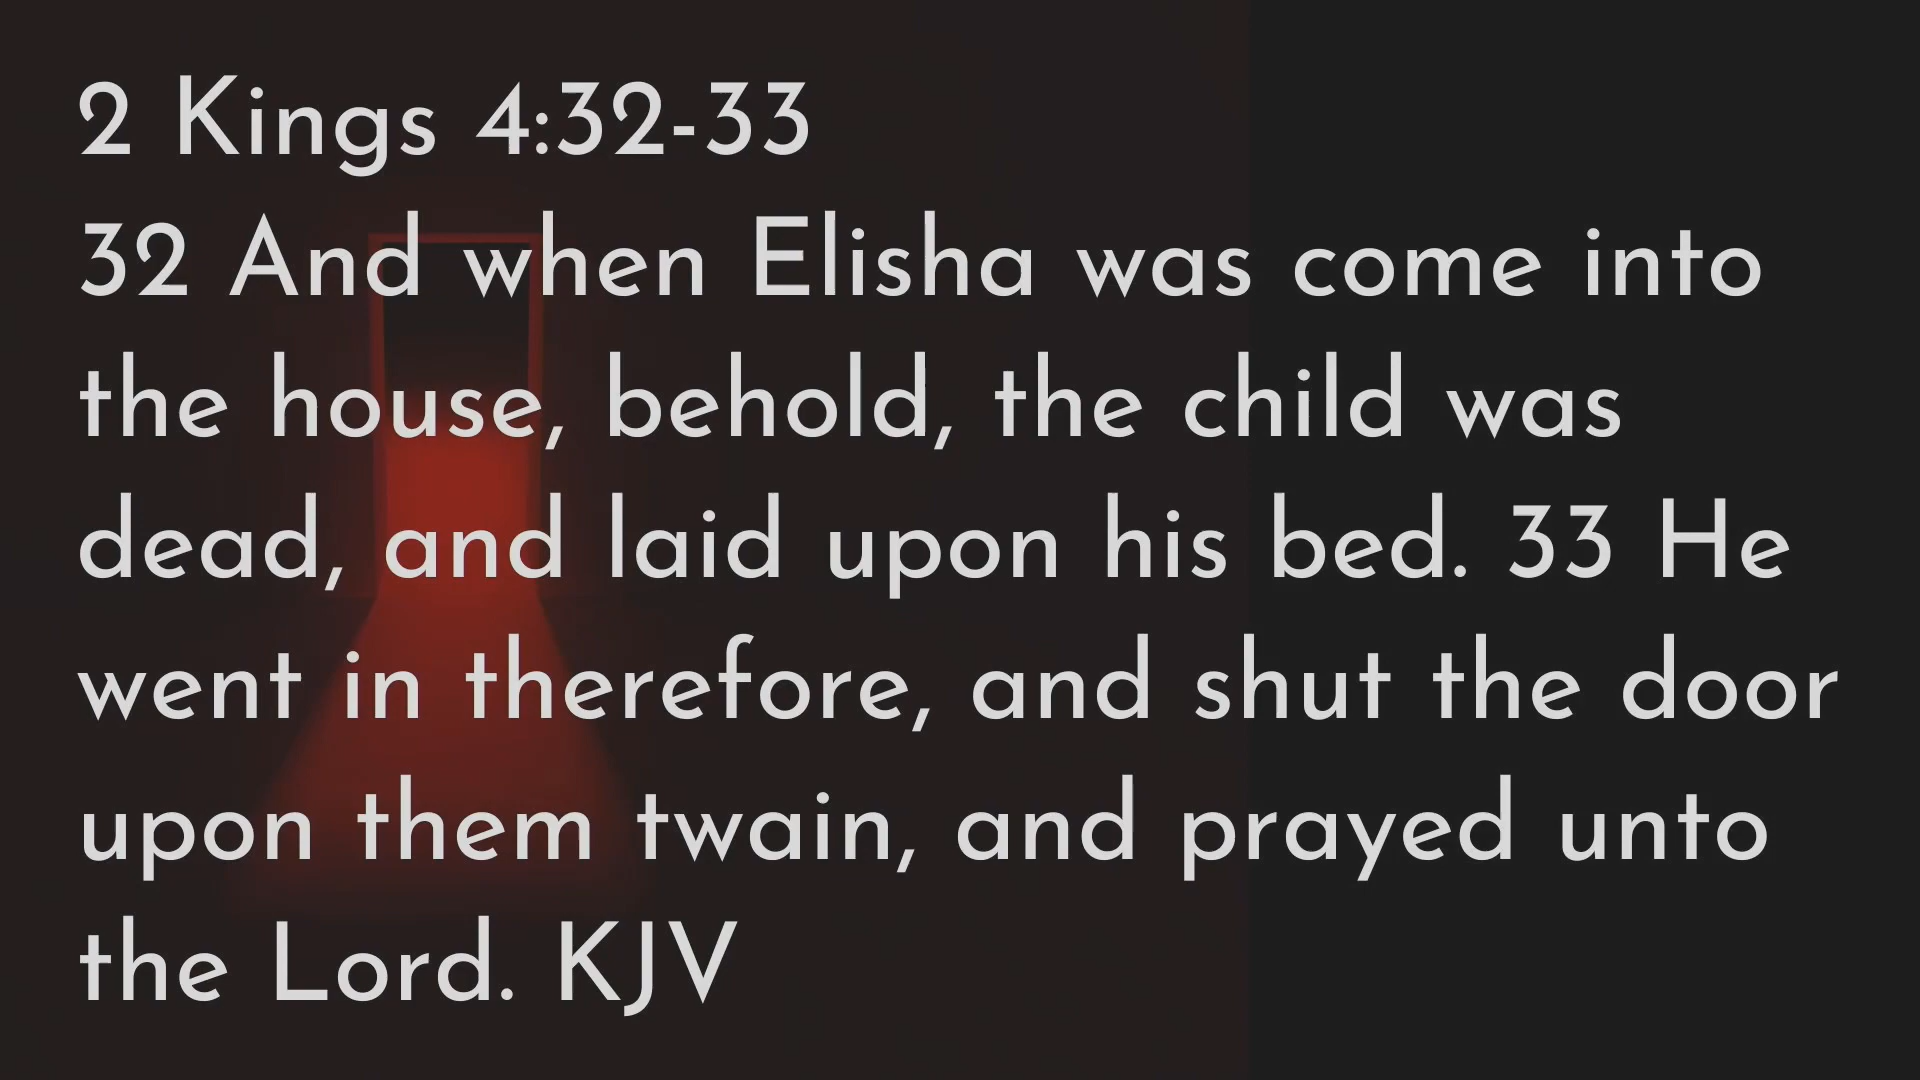 2 Kings 4:32-33
32 And when Elisha was come into
the house, behold, the child was
dead, and laid upon his bed. 33 He
went in therefore, and shut the door
upon them twain, and prayed unto
the Lord. KJV